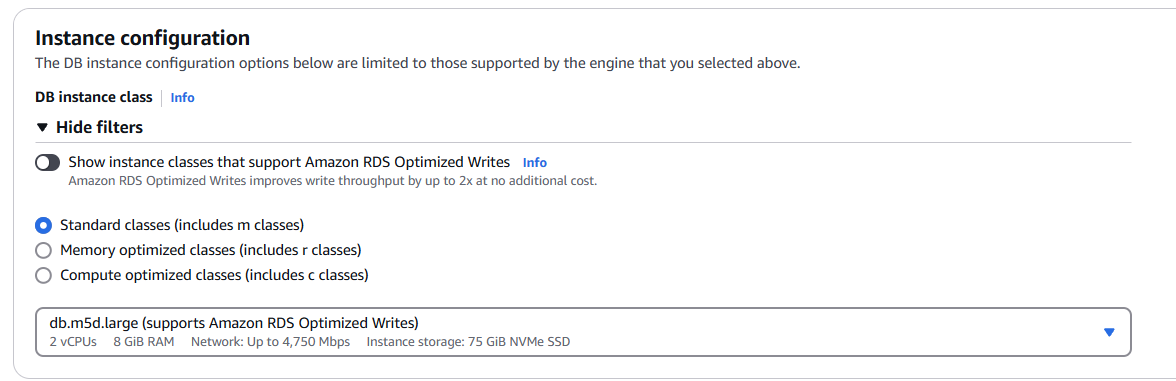 Instance configuration
The DB instance configuration options below are limited to those supported by the engine that you selected above.
DB instance class Info
Hide filters
Show instance classes that support Amazon RDS Optimized Writes Info
Amazon RDS Optimized Writes improves write throughput by up to 2x at no additional cost.
Standard classes (includes m classes)
Memory optimized classes (includes r classes)
Compute optimized classes (includes c classes)
db.m5d.large (supports Amazon RDS Optimized Writes)
2 vCPUs 8 GiB RAM Network: Up to 4,750 Mbps Instance storage: 75 GiB NVMe SSD